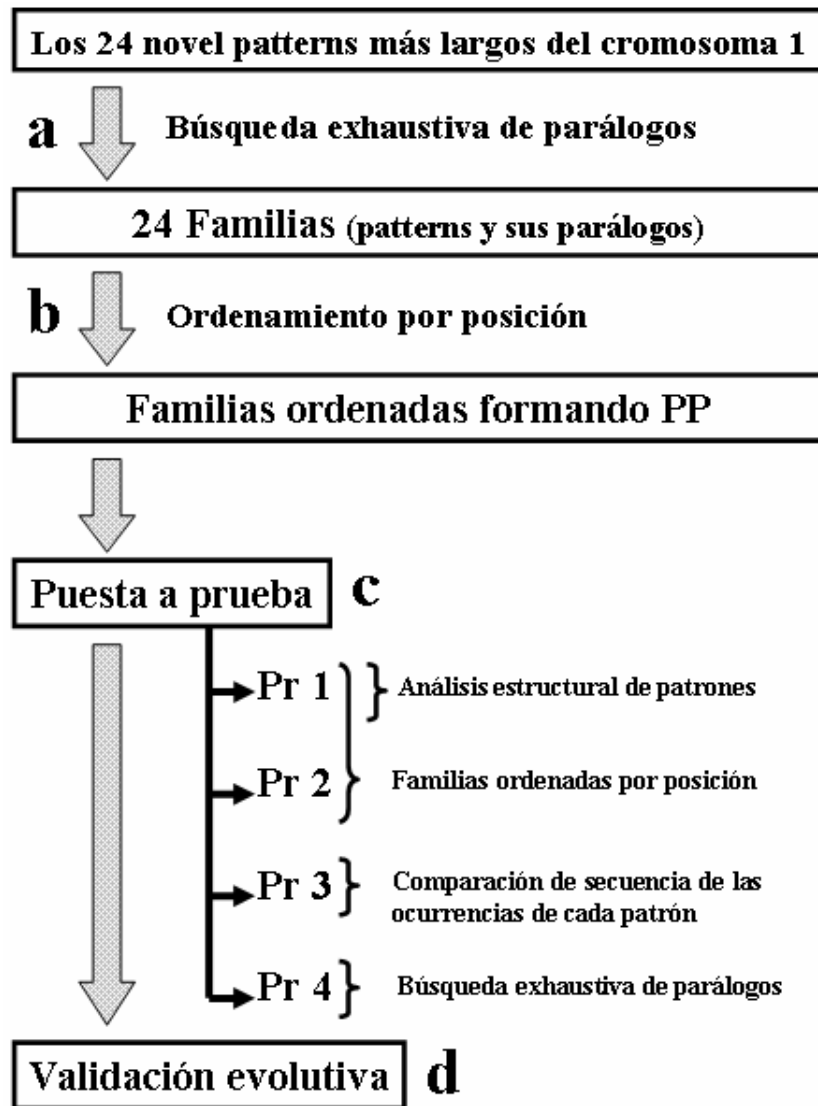 Los 24 novel patterns más largos del cromosoma 1
a Búsqueda exhaustiva de parálogos
24 Familias (patterns y sus parálogos)
b Ordenamiento por posición
Familias ordenadas formando PP
Puesta a prueba c
Pr 1 Análisis estructural de patrones
Pr 2 Familias ordenadas por posición
Pr 3 Comparación de secuencia de las
ocurrencias de cada patrón
Pr 4 Búsqueda exhaustiva de parálogos
Validación evolutiva d